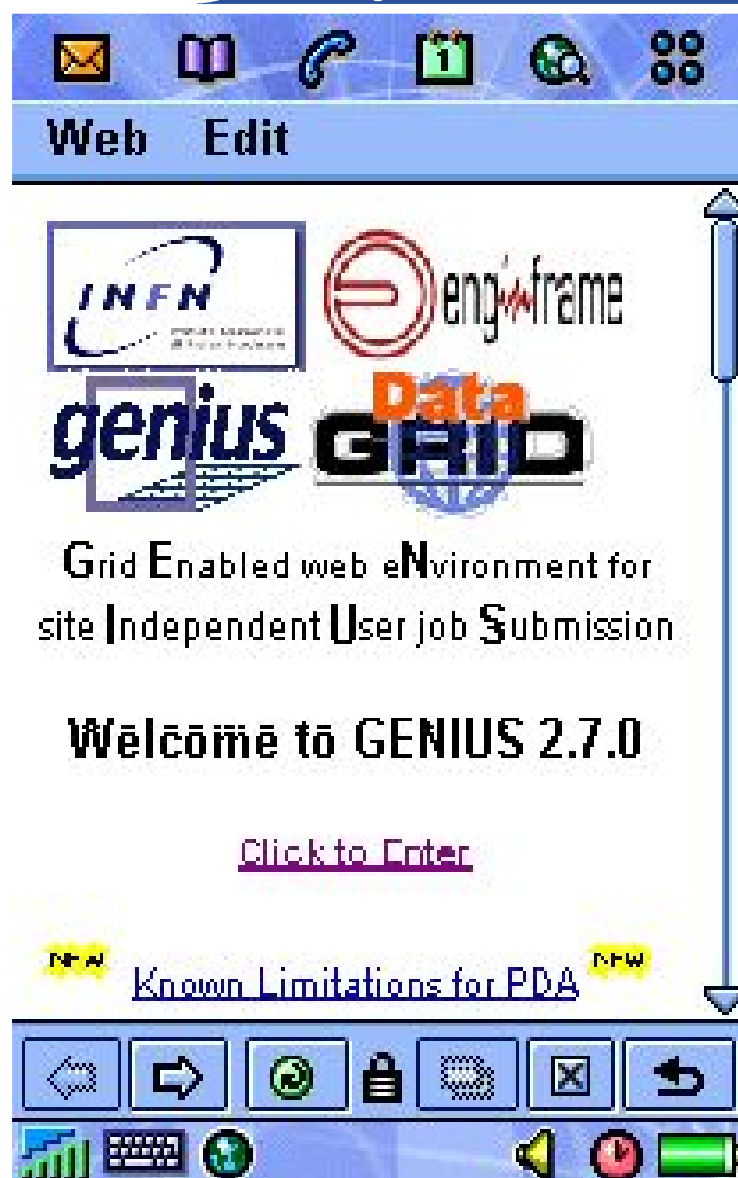 1
Web Edit
INFN
enginframe
genius
Data
GRID
Grid Enabled web eNvironment for
site Independent User job Submission
Welcome to GENIUS 2.7.0
Click to Enter
NEW Known Limitations for PDA NEW